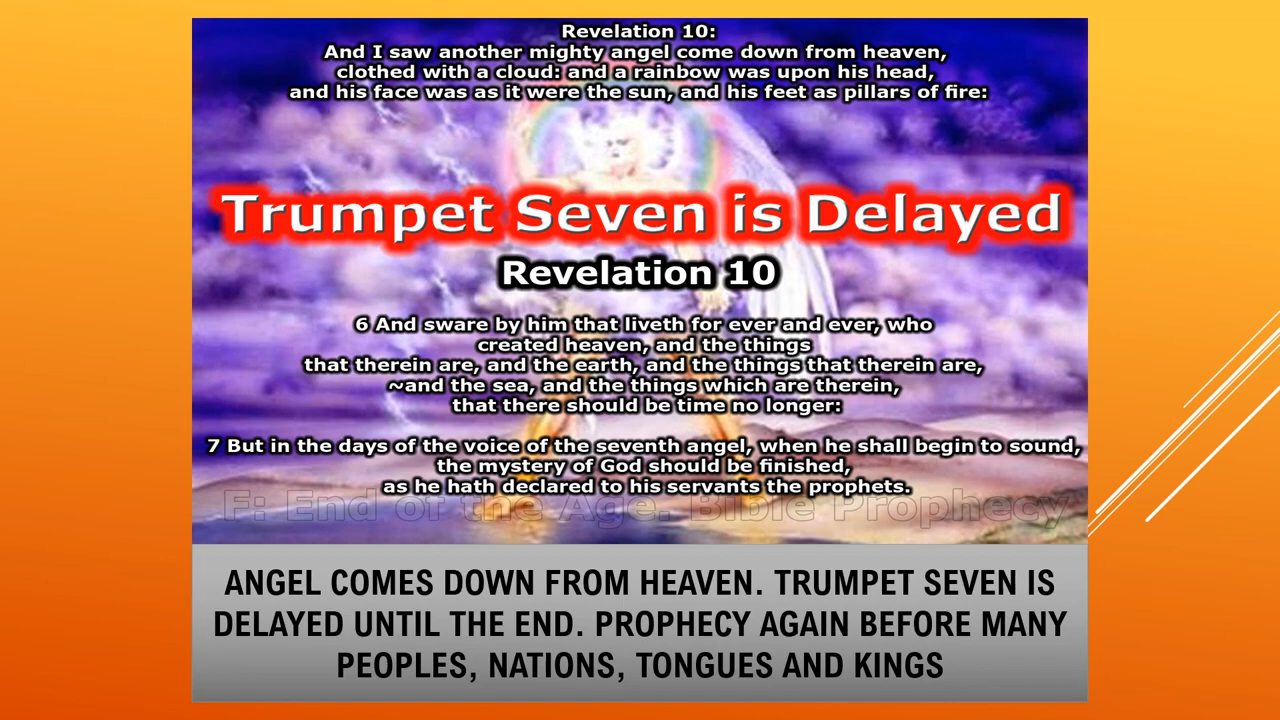 Revelation 10:
And I saw another mighty angel come down from heaven,
clothed with a cloud: and a rainbow was upon his head,
and his face was as it were the sun, and his feet as pillars of fire:
Trumpet Seven is Delayed
Revelation 10
6 And sware by him that liveth for ever and ever, who
created heaven, and the things
that therein are, and the earth, and the things that therein are,
~and the sea, and the things which are therein,
that there should be time no longer:
7 But in the days of the voice of the seventh angel, when he shall begin to sound,
the mystery of God should be finished,
as he hath declared to his servants the prophets.
F: End of the Age. Bible Prophecy
ANGEL COMES DOWN FROM HEAVEN. TRUMPET SEVEN IS
DELAYED UNTIL THE END. PROPHECY AGAIN BEFORE MANY
PEOPLES, NATIONS, TONGUES AND KINGS